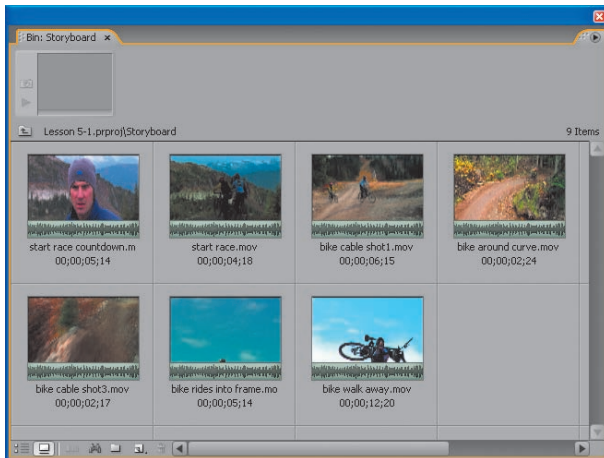 Bin: Storyboard ×
Lesson 5-1.prproj\Storyboard 9 Items
start race countdown.m start race.mov bike cable shot1.mov bike around curve.mov
00;00;05;14 00;00;04;18 00;00;06;15 00;00;02;24
bike cable shot3.mov bike rides into frame.mo bike walk away.mov
00;00;02;17 00;00;05;14 00;00;12;20